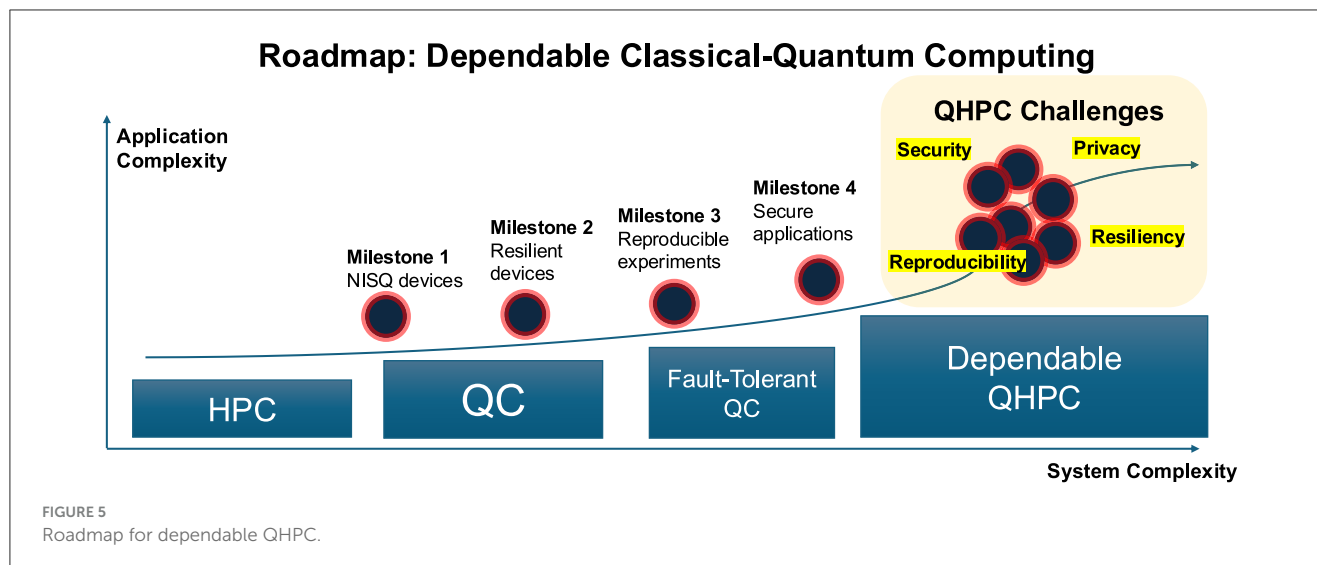 Roadmap: Dependable Classical-Quantum Computing
Application
Complexity
Milestone 1
NISQ devices
Milestone 2
Resilient
devices
Milestone 3
Reproducible
experiments
Milestone 4
Secure
applications
QHPC Challenges
Security
Privacy
Reproducibility
Resiliency
HPC
QC
Fault-Tolerant
QC
Dependable
QHPC
System Complexity
FIGURE 5
Roadmap for dependable QHPC.